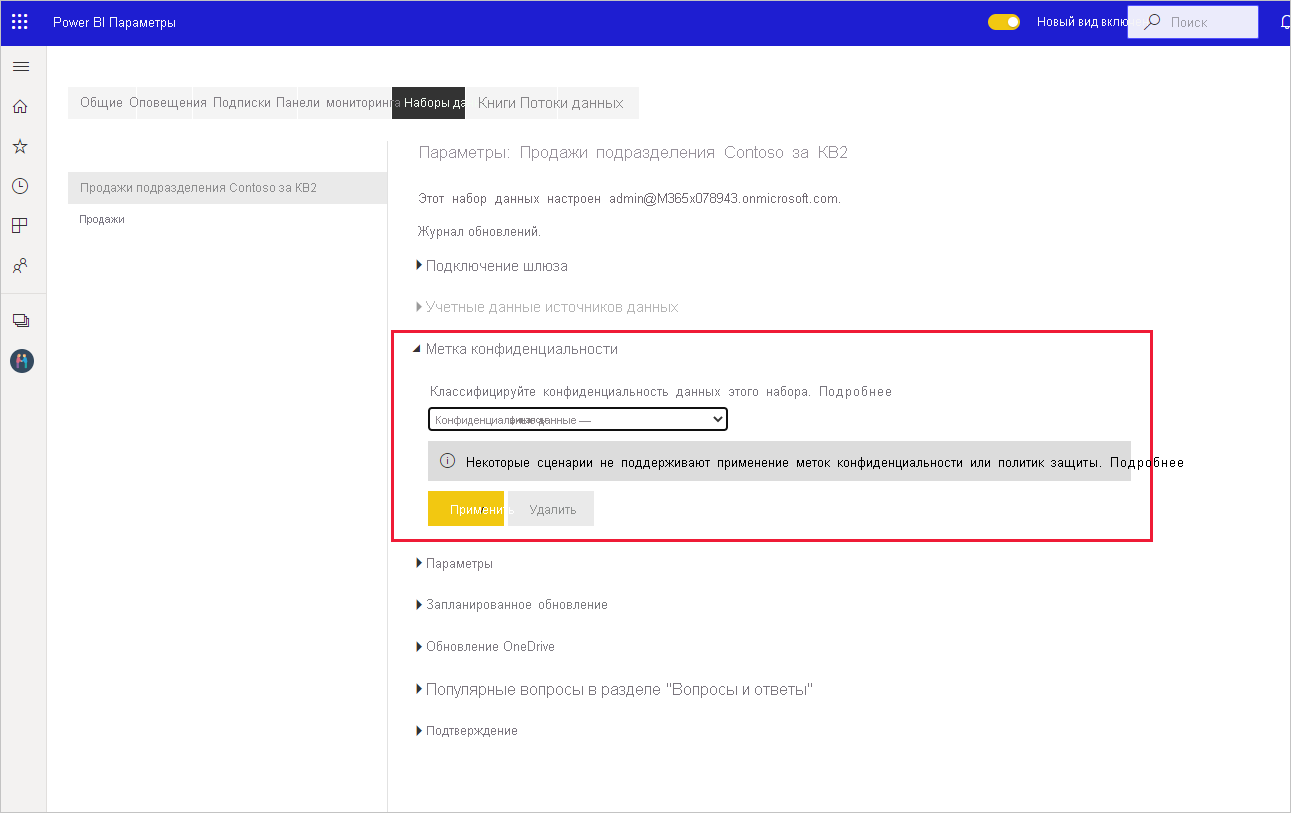 Power BI Параметры
Новый вид включен
Поиск
Общие Оповещения Подписки Панели мониторинга Наборы да Книги Потоки данных
Параметры: Продажи подразделения Contoso за КВ2
Продажи подразделения Contoso за КВ2
Продажи
Этот набор данных настроен admin@M365x078943.onmicrosoft.com.
Журнал обновлений.
Подключение шлюза
Учетные данные источников данных
Метка конфиденциальности
Классифицируйте конфиденциальность данных этого набора. Подробнее
Конфиденциальные данные —
Некоторые сценарии не поддерживают применение меток конфиденциальности или политик защиты. Подробнее
Применить Удалить
Параметры
Запланированное обновление
Обновление OneDrive
Популярные вопросы в разделе "Вопросы и ответы"
Подтверждение